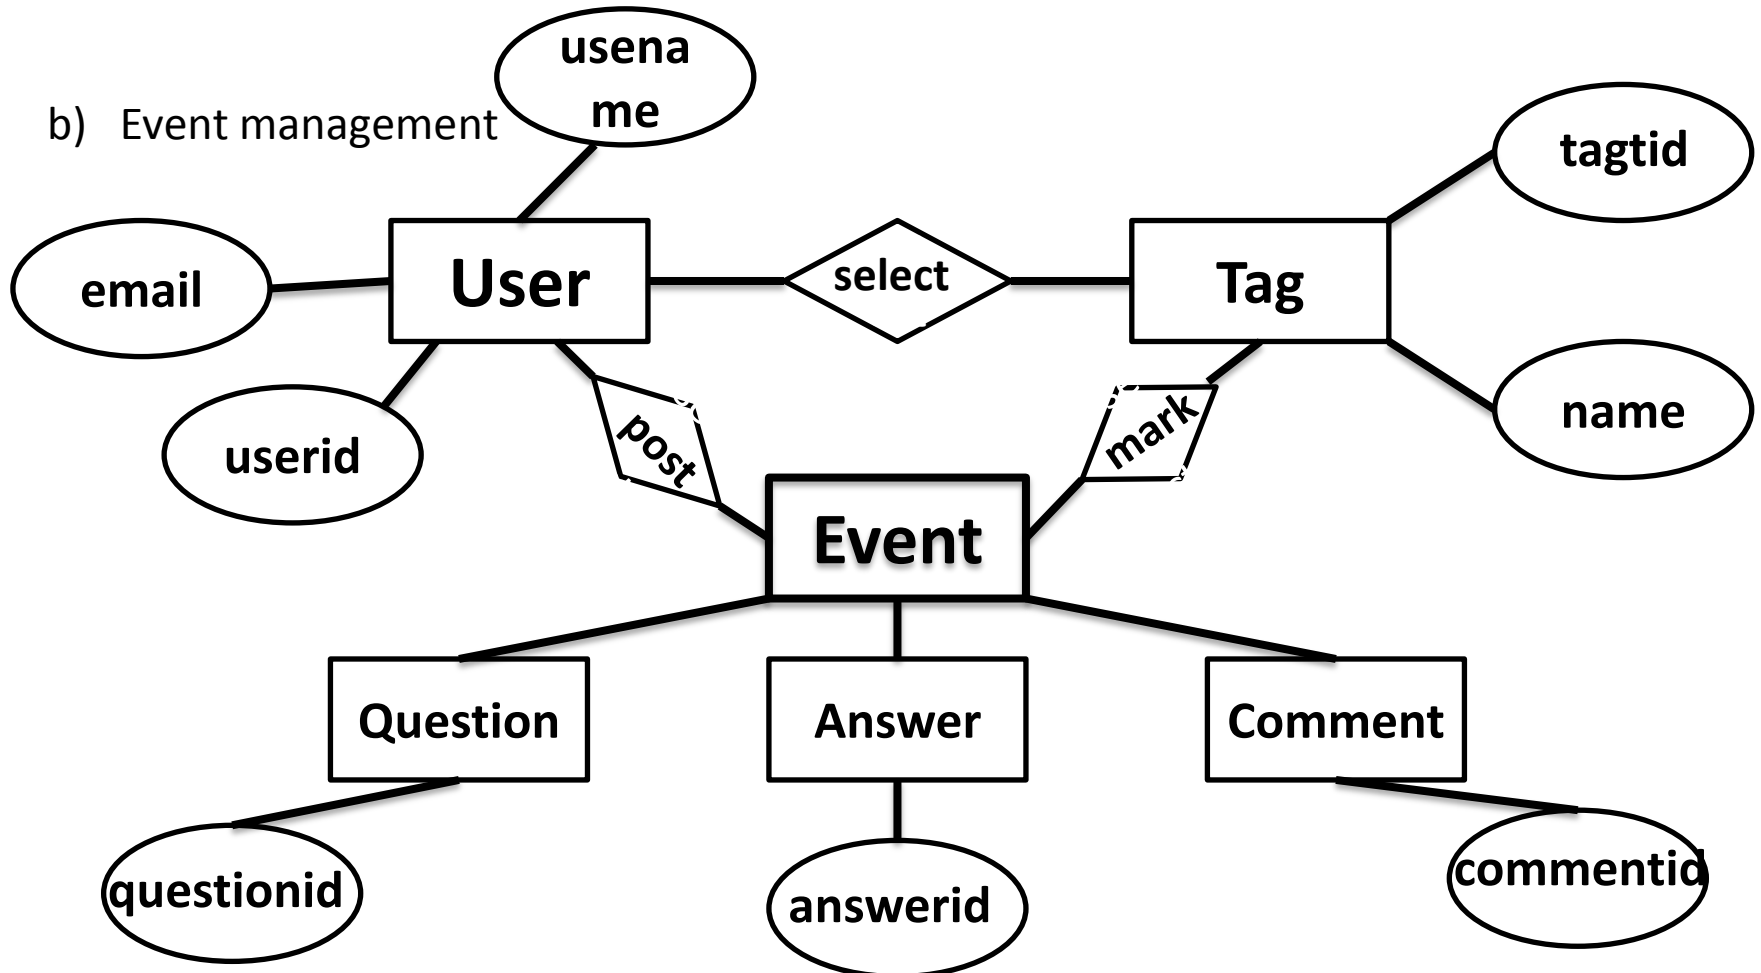 usena
me
b) Event management
tagtid
email
User
select
Tag
userid
post
mark
name
Event
Question
Answer
Comment
questionid
answerid
commentid